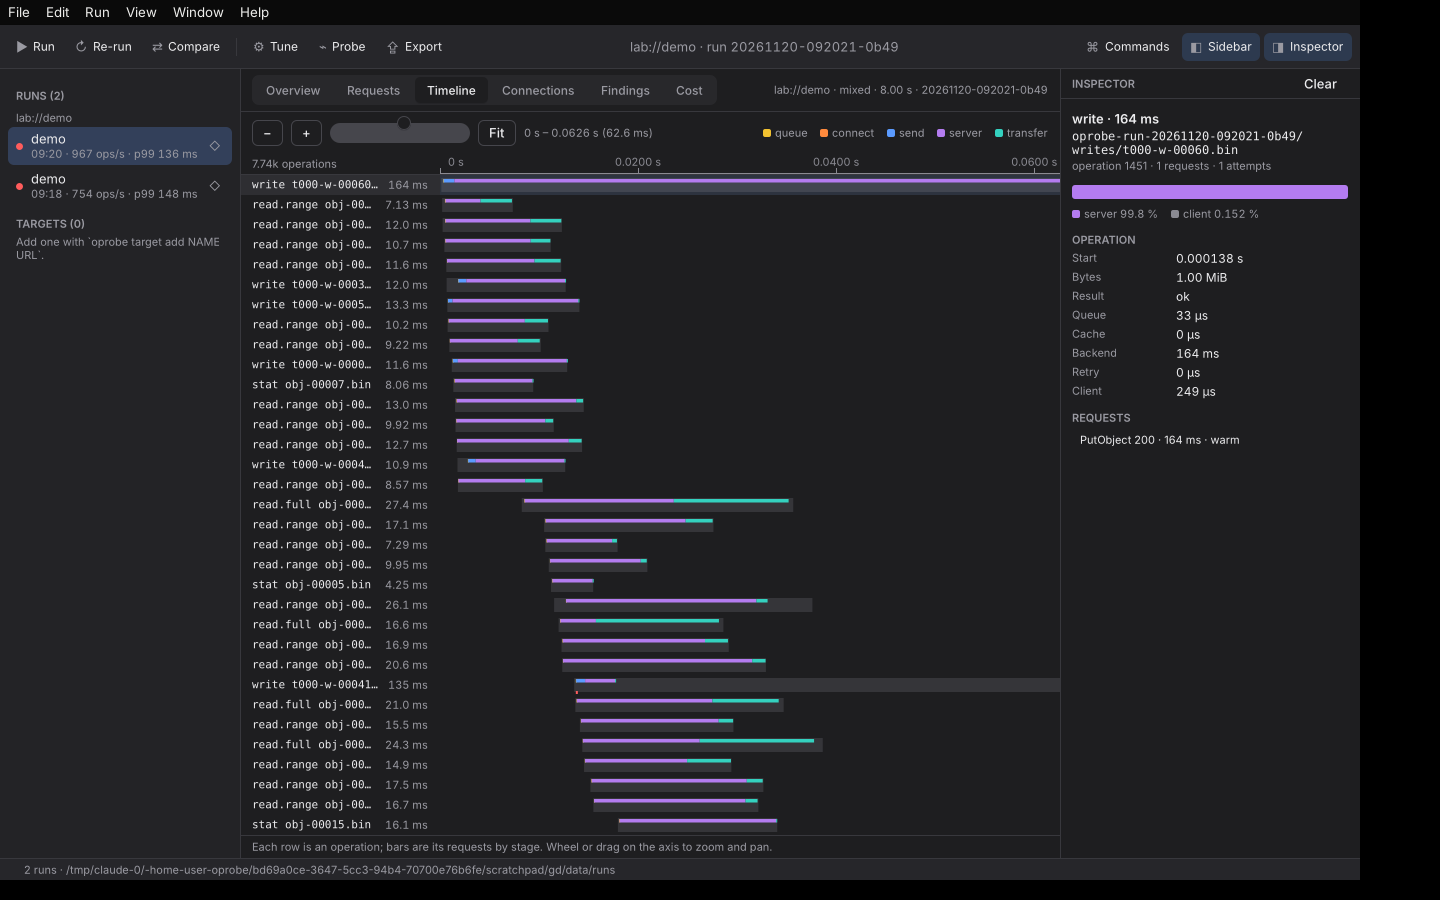 File Edit Run View Window Help
Run Re-run Compare Tune Probe Export lab://demo · run 20261120-092021-0b49 Commands Sidebar Inspector
RUNS (2)
lab://demo
demo
09:20 · 967 ops/s · p99 136 ms
demo
09:18 · 754 ops/s · p99 148 ms
TARGETS (0)
Add one with `oprobe target add NAME
URL`.
Overview Requests Timeline Connections Findings Cost lab://demo · mixed · 8.00 s · 20261120-092021-0b49
− + Fit 0 s – 0.0626 s (62.6 ms) queue connect send server transfer
7.74k operations 0 s 0.0200 s 0.0400 s 0.0600 s
write t000-w-00060… 164 ms
read.range obj-00… 7.13 ms
read.range obj-00… 12.0 ms
read.range obj-00… 10.7 ms
read.range obj-00… 11.6 ms
write t000-w-0003… 12.0 ms
write t000-w-0005… 13.3 ms
read.range obj-00… 10.2 ms
read.range obj-00… 9.22 ms
write t000-w-0000… 11.6 ms
stat obj-00007.bin 8.06 ms
read.range obj-00… 13.0 ms
read.range obj-00… 9.92 ms
read.range obj-00… 12.7 ms
write t000-w-0004… 10.9 ms
read.range obj-00… 8.57 ms
read.full obj-000… 27.4 ms
read.range obj-00… 17.1 ms
read.range obj-00… 7.29 ms
read.range obj-00… 9.95 ms
stat obj-00005.bin 4.25 ms
read.range obj-00… 26.1 ms
read.full obj-000… 16.6 ms
read.range obj-00… 16.9 ms
read.range obj-00… 20.6 ms
write t000-w-00041… 135 ms
read.full obj-000… 21.0 ms
read.range obj-00… 15.5 ms
read.full obj-000… 24.3 ms
read.range obj-00… 14.9 ms
read.range obj-00… 17.5 ms
read.range obj-00… 16.7 ms
stat obj-00015.bin 16.1 ms
Each row is an operation; bars are its requests by stage. Wheel or drag on the axis to zoom and pan.
INSPECTOR Clear
write · 164 ms
oprobe-run-20261120-092021-0b49/
writes/t000-w-00060.bin
operation 1451 · 1 requests · 1 attempts
server 99.8 % client 0.152 %
OPERATION
Start 0.000138 s
Bytes 1.00 MiB
Result ok
Queue 33 µs
Cache 0 µs
Backend 164 ms
Retry 0 µs
Client 249 µs
REQUESTS
PutObject 200 · 164 ms · warm
2 runs · /tmp/claude-0/-home-user-oprobe/bd69a0ce-3647-5cc3-94b4-70700e76b6fe/scratchpad/gd/data/runs